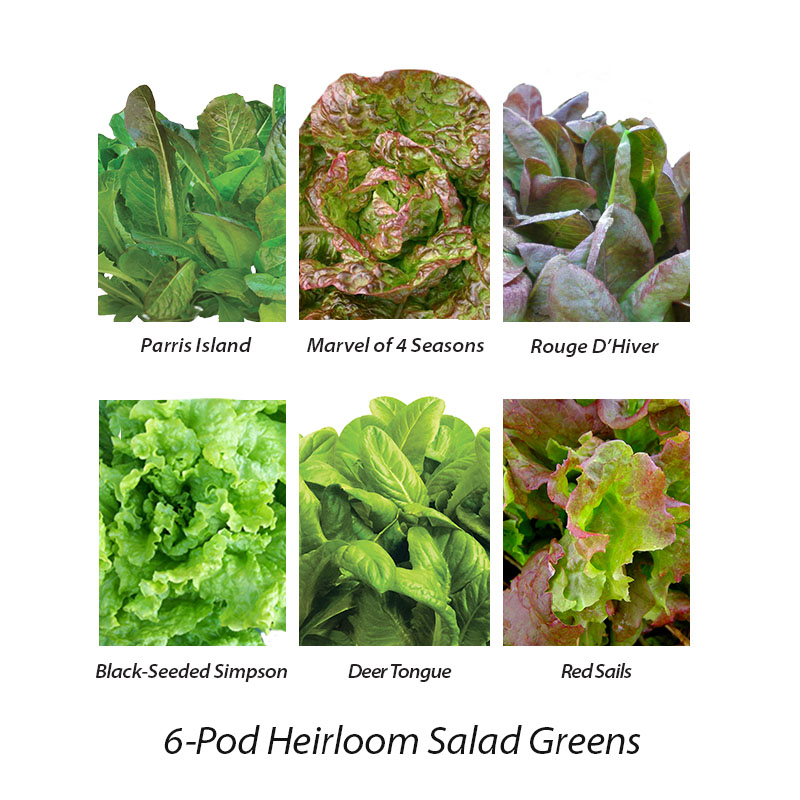 Parris Island
Marvel of 4 Seasons
Rouge D’Hiver
Black-Seeded Simpson
Deer Tongue
Red Sails
6-Pod Heirloom Salad Greens